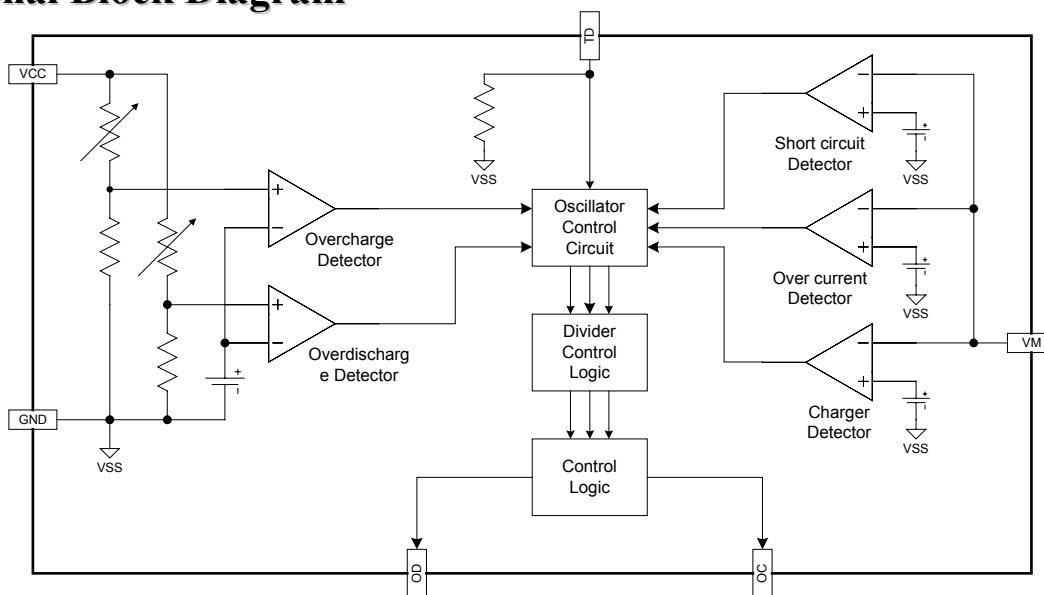 nal Block Diagram
TD
VCC
Short circuit
Detector
VSS
VSS
Oscillator
Control
Circuit
Overcharge
Detector
Over current
Detector
VSS
Divider
Control
Logic
Overdischarg
e Detector
VM
Charger
Detector
VSS
GND
VSS
Control
Logic
OD
OC